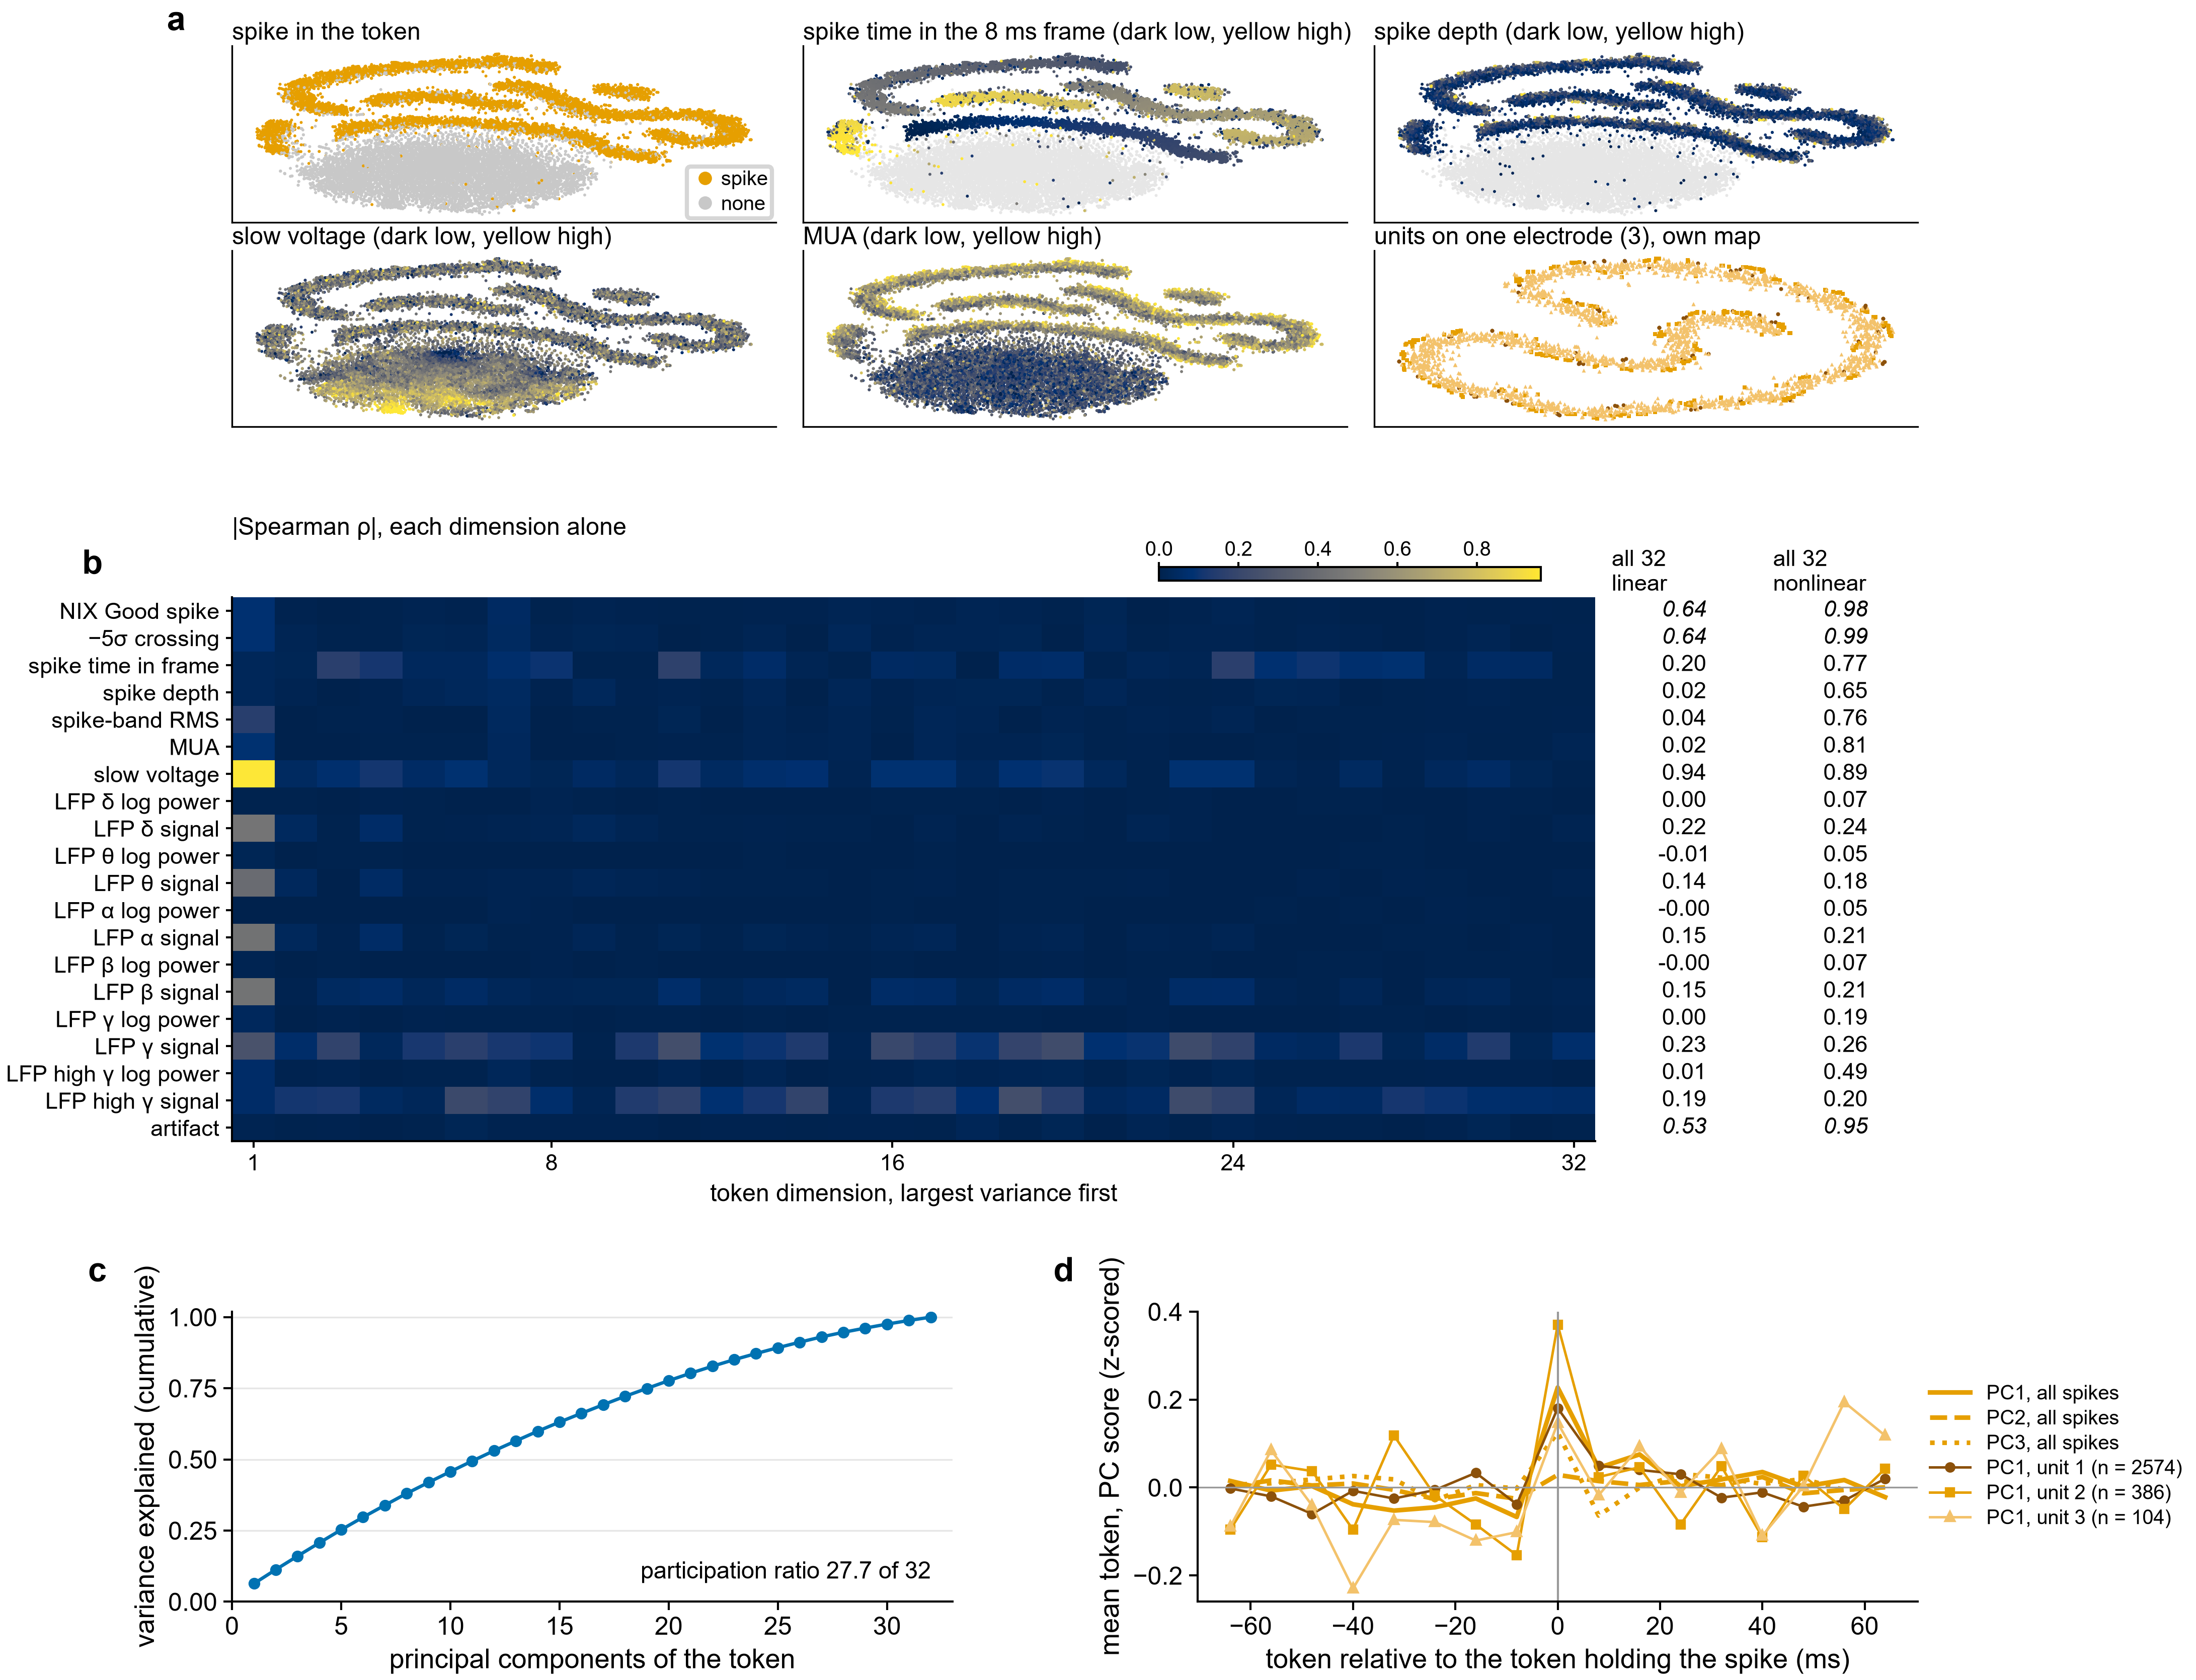 a
spike in the token
spike time in the 8 ms frame (dark low, yellow high)
spike depth (dark low, yellow high)
spike
none
slow voltage (dark low, yellow high)
MUA (dark low, yellow high)
units on one electrode (3), own map
|Spearman ρ|, each dimension alone
b
0.0 0.2 0.4 0.6 0.8
all 32 linear
all 32 nonlinear
NIX Good spike 0.64 0.98
−5σ crossing 0.64 0.99
spike time in frame 0.20 0.77
spike depth 0.02 0.65
spike-band RMS 0.04 0.76
MUA 0.02 0.81
slow voltage 0.94 0.89
LFP δ log power 0.00 0.07
LFP δ signal 0.22 0.24
LFP θ log power -0.01 0.05
LFP θ signal 0.14 0.18
LFP α log power -0.00 0.05
LFP α signal 0.15 0.21
LFP β log power -0.00 0.07
LFP β signal 0.15 0.21
LFP γ log power 0.00 0.19
LFP γ signal 0.23 0.26
LFP high γ log power 0.01 0.49
LFP high γ signal 0.19 0.20
artifact 0.53 0.95
1 8 16 24 32
token dimension, largest variance first
c
variance explained (cumulative)
1.00
0.75
0.50
0.25
0.00
participation ratio 27.7 of 32
0 5 10 15 20 25 30
principal components of the token
d
mean token, PC score (z-scored)
0.4
0.2
0.0
−0.2
−60 −40 −20 0 20 40 60
token relative to the token holding the spike (ms)
PC1, all spikes
PC2, all spikes
PC3, all spikes
PC1, unit 1 (n = 2574)
PC1, unit 2 (n = 386)
PC1, unit 3 (n = 104)